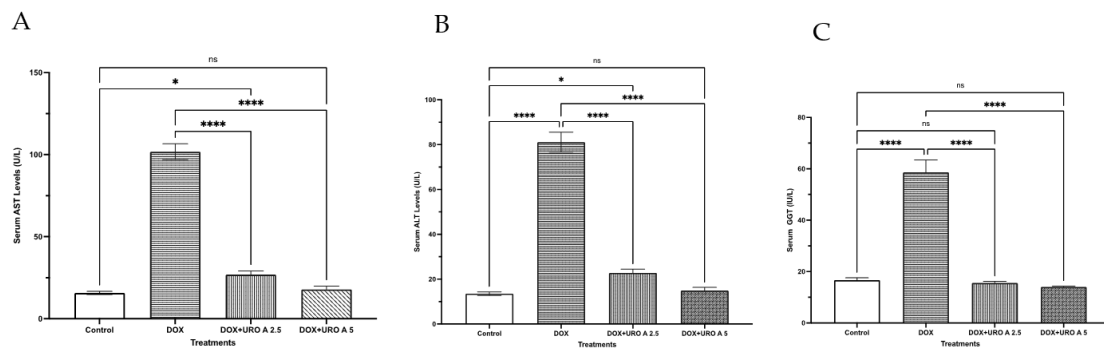 A
ns
*
****
****
150
100
50
0
Serum AST Levels (U/L)
Control
DOX
DOX+URO A 2.5
DOX+URO A 5
Treatments
B
ns
*
****
****
****
100
80
60
40
20
0
Serum ALT Levels (U/L)
Control
DOX
DOX+URO A 2.5
DOX+URO A 5
Treatments
C
ns
****
ns
****
****
80
60
40
20
0
Serum GGT (IU/L)
Control
DOX
DOX+URO A 2.5
DOX+URO A 5
Treatments